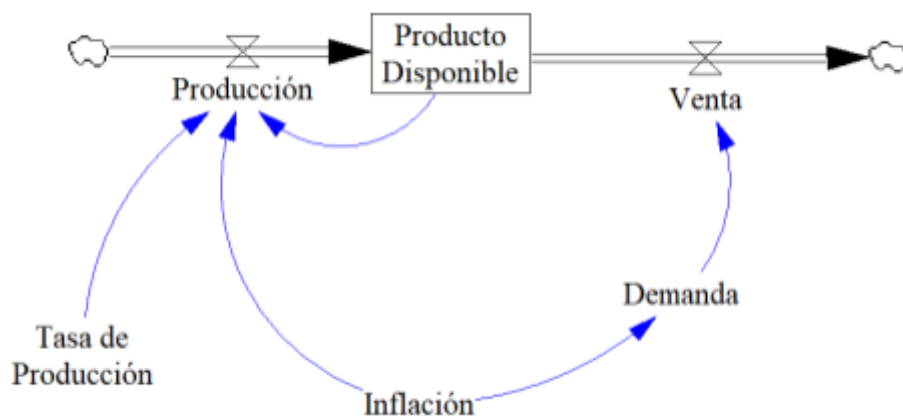 Producto
Disponible
Producción
Venta
Demanda
Tasa de
Producción
Inflación